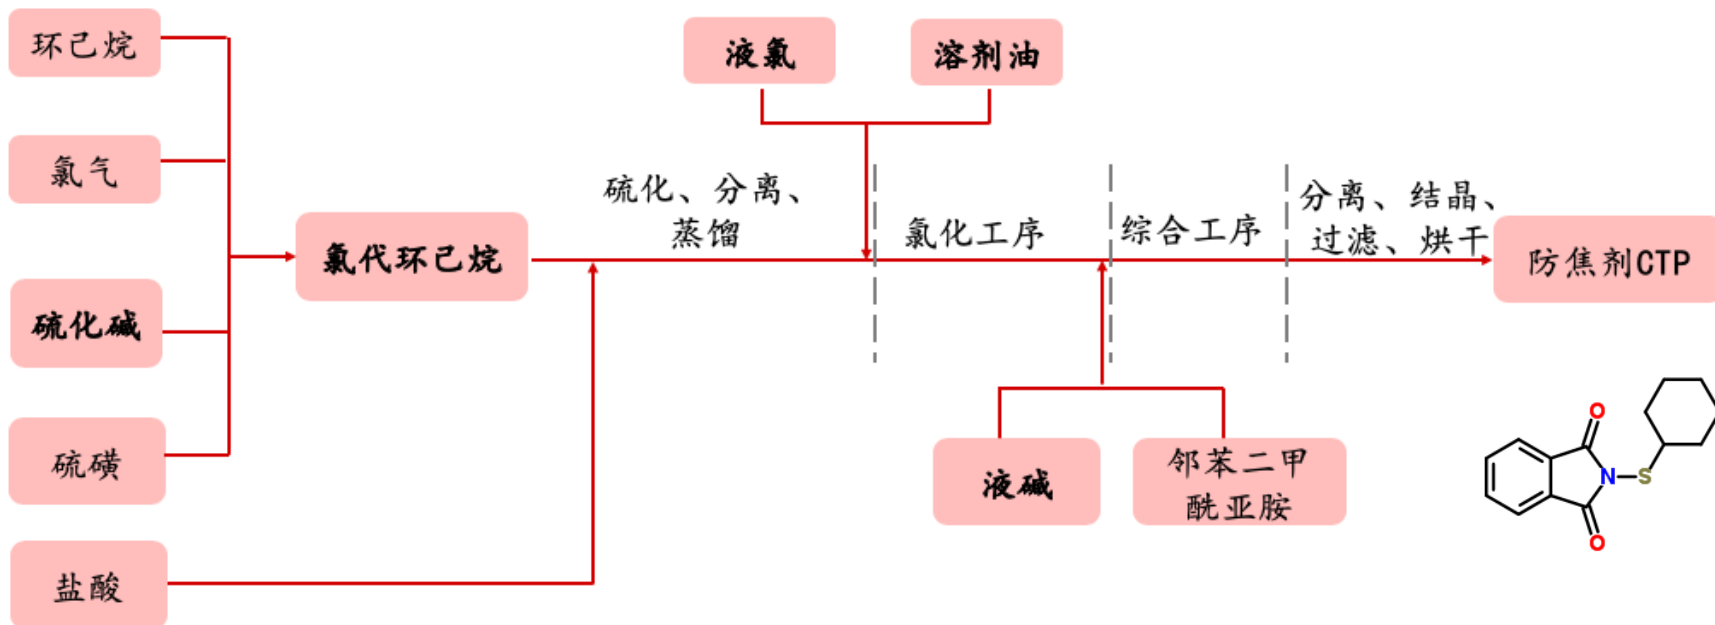 环己烷
氯气
硫化碱
硫磺
盐酸
氯代环己烷
液氯
溶剂油
硫化、分离、
蒸馏
氯化工序
综合工序
分离、结晶、
过滤、烘干
防焦剂CTP
液碱
邻苯二甲
酰亚胺
O
N
S
O